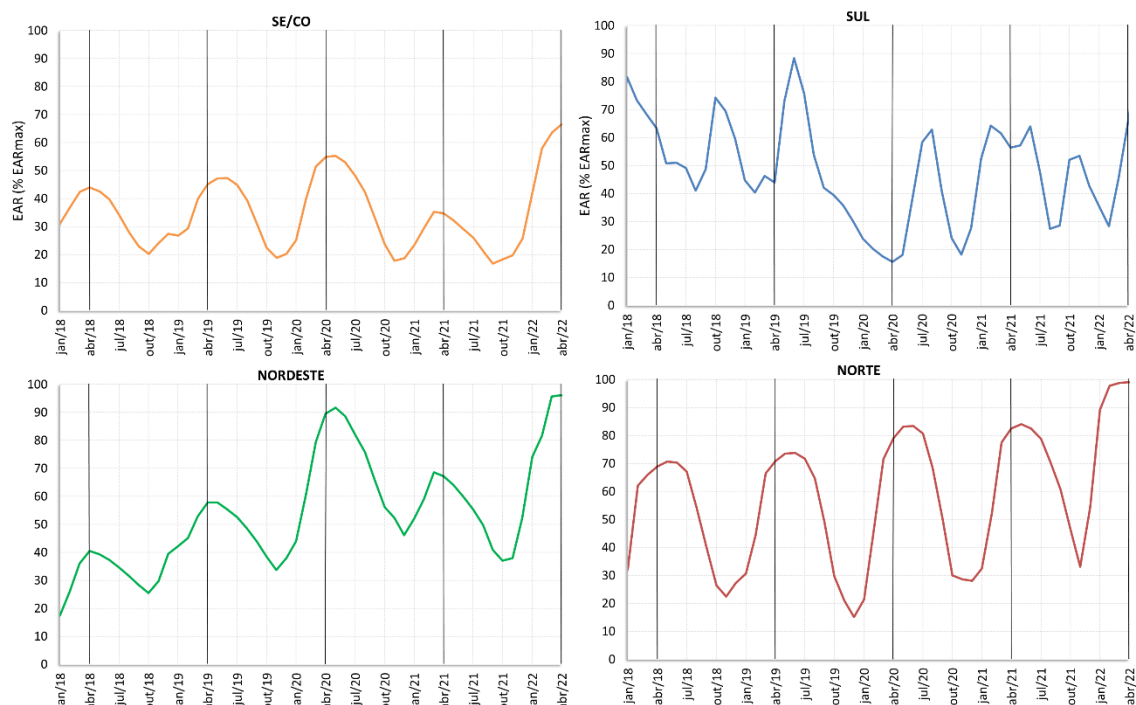 SE/CO
EAR (% EARmax)
100
90
80
70
60
50
40
30
20
10
0
jan/18
abr/18
jul/18
out/18
jan/19
abr/19
jul/19
out/19
jan/20
abr/20
jul/20
out/20
jan/21
abr/21
jul/21
out/21
jan/22
abr/22
SUL
EAR (% EARmax)
100
90
80
70
60
50
40
30
20
10
0
jan/18
abr/18
jul/18
out/18
jan/19
abr/19
jul/19
out/19
jan/20
abr/20
jul/20
out/20
jan/21
abr/21
jul/21
out/21
jan/22
abr/22
NORDESTE
100
90
80
70
60
50
40
30
20
10
0
jan/18
abr/18
jul/18
out/18
jan/19
abr/19
jul/19
out/19
jan/20
abr/20
jul/20
out/20
jan/21
abr/21
jul/21
out/21
jan/22
abr/22
NORTE
100
90
80
70
60
50
40
30
20
10
0
jan/18
abr/18
jul/18
out/18
jan/19
abr/19
jul/19
out/19
jan/20
abr/20
jul/20
out/20
jan/21
abr/21
jul/21
out/21
jan/22
abr/22